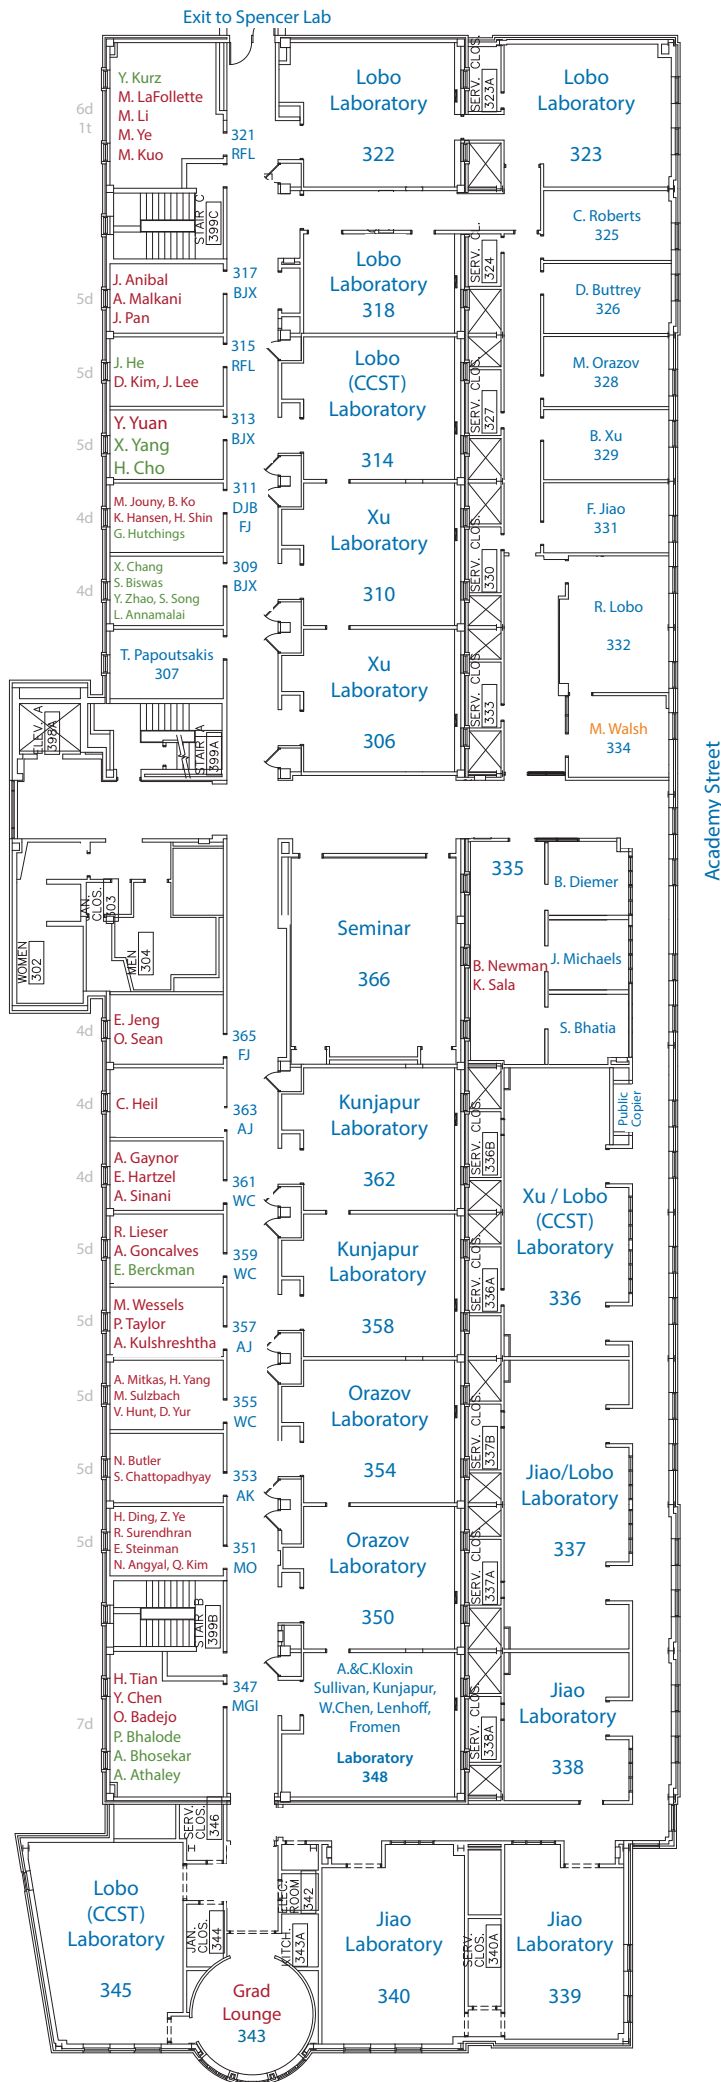 Exit to Spencer Lab
6d
1t
Y. Kurz
M. LaFollette
M. Li
M. Ye
M. Kuo
321
RFL
Lobo
Laboratory
322
SERV. CLOS.
323A
Lobo
Laboratory
323
STAIR C
399C
C. Roberts
325
5d
J. Anibal
A. Malkani
J. Pan
317
BJX
Lobo
Laboratory
318
SERV. CL.
324
D. Buttrey
326
5d
J. He
D. Kim, J. Lee
315
RFL
Lobo
(CCST)
Laboratory
314
SERV. CLOS.
327
M. Orazov
328
5d
Y. Yuan
X. Yang
H. Cho
313
BJX
B. Xu
329
4d
M. Jouny, B. Ko
K. Hansen, H. Shin
G. Hutchings
311
DJB
FJ
Xu
Laboratory
310
SERV. CLOS.
330
F. Jiao
331
4d
X. Chang
S. Biswas
Y. Zhao, S. Song
L. Annamalai
309
BJX
R. Lobo
332
T. Papoutsakis
307
Xu
Laboratory
306
SERV. CLOS.
333
ELEV. A
398A
STAIR A
399A
M. Walsh
334
Academy Street
WOMEN
302
JAN.
CLOS.
303
MEN
304
Seminar
366
335
B. Newman
K. Sala
B. Diemer
J. Michaels
S. Bhatia
4d
E. Jeng
O. Sean
365
FJ
4d
C. Heil
363
AJ
Kunjapur
Laboratory
362
SERV. CLOS.
336B
Public
Copier
4d
A. Gaynor
E. Hartzel
A. Sinani
361
WC
Xu / Lobo
(CCST)
Laboratory
336
5d
R. Lieser
A. Goncalves
E. Berckman
359
WC
Kunjapur
Laboratory
358
SERV. CLOS.
336A
5d
M. Wessels
P. Taylor
A. Kulshreshtha
357
AJ
5d
A. Mitkas, H. Yang
M. Sulzbach
V. Hunt, D. Yur
355
WC
Orazov
Laboratory
354
SERV. CLOS.
337B
Jiao/Lobo
Laboratory
337
5d
N. Butler
S. Chattopadhyay
353
AK
5d
H. Ding, Z. Ye
R. Surendhran
E. Steinman
N. Angyal, Q. Kim
351
MO
Orazov
Laboratory
350
SERV. CLOS.
337A
STAIR B
399B
7d
H. Tian
Y. Chen
O. Badejo
P. Bhalode
A. Bhosekar
A. Athaley
347
MGI
A.&C.Kloxin
Sullivan, Kunjapur,
W.Chen, Lenhoff,
Fromen
Laboratory
348
SERV. CLOS.
338A
Jiao
Laboratory
338
SERV.
CLOS.
346
Lobo
(CCST)
Laboratory
345
JAN.
CLOS.
344
ELEC.
ROOM
342
KITCH.
343A
Grad
Lounge
343
Jiao
Laboratory
340
SERV.
CLOS.
340A
Jiao
Laboratory
339